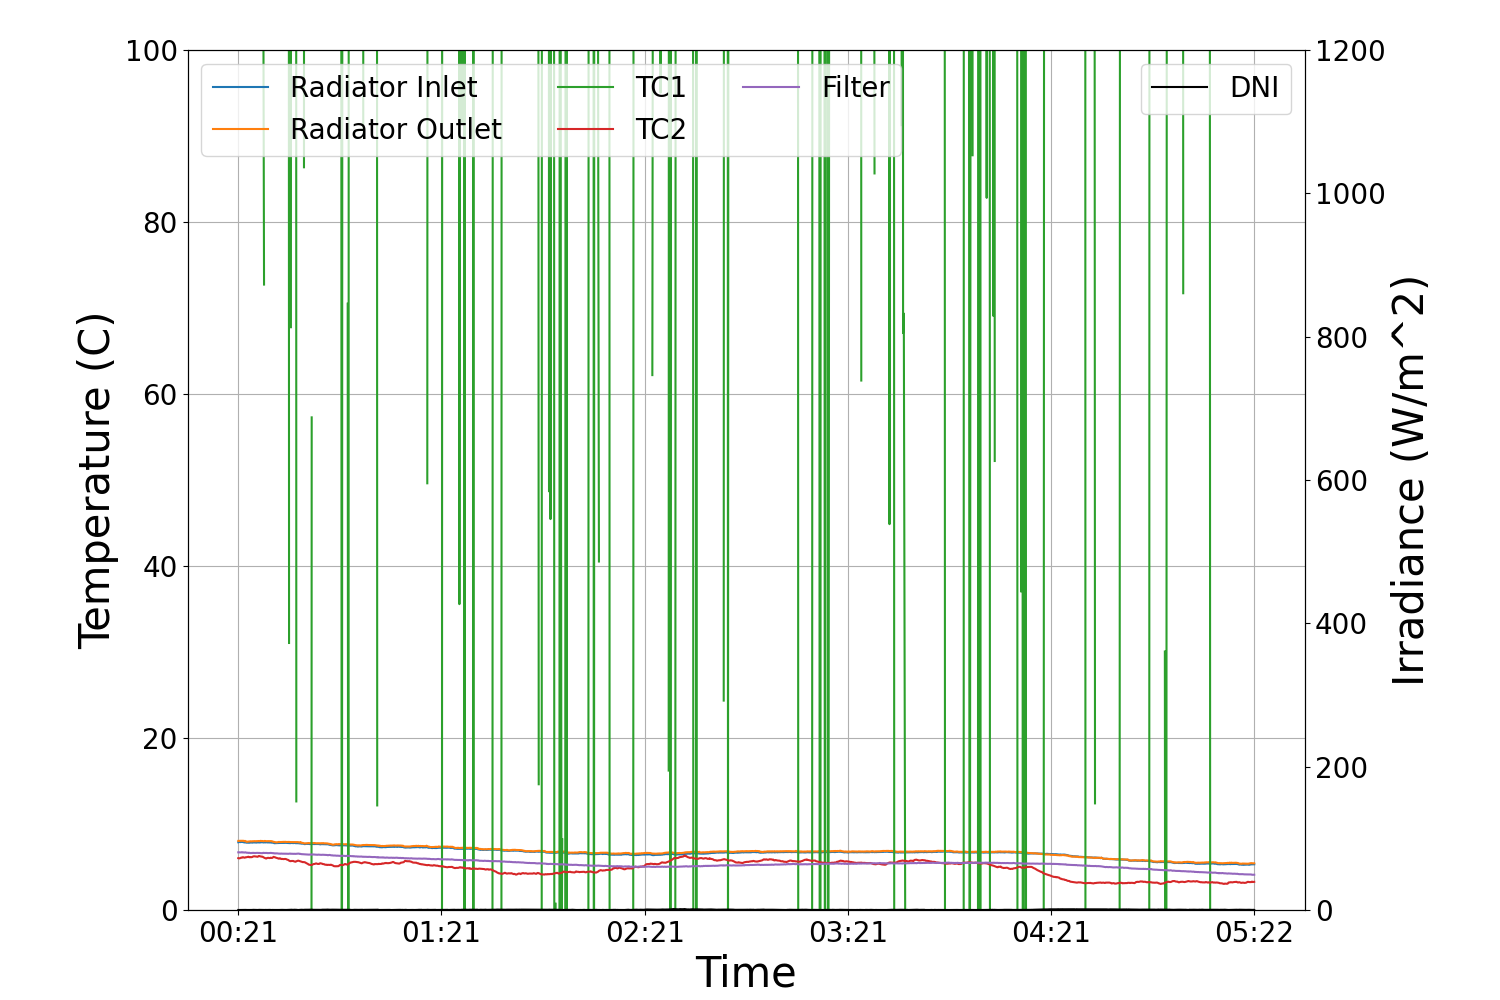 Radiator Inlet
Radiator Outlet
TC1
TC2
Filter
DNI
Temperature (C)
100
80
60
40
20
0
Irradiance (W/m^2)
1200
1000
800
600
400
200
0
00:21 01:21 02:21 03:21 04:21 05:22
Time